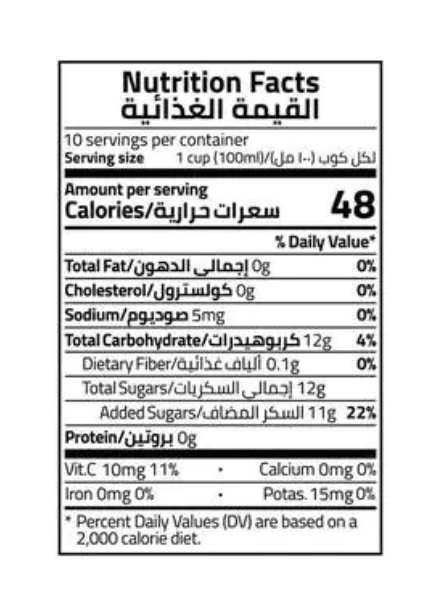 Nutrition Facts
القيمة الغذائية
10 servings per container
Serving size 1 cup (100ml)/(لكل كوب (١٠٠ مل
Amount per serving
Calories/سعرات حرارية 48
% Daily Value*
Total Fat/إجمالي الدهون 0g 0%
Cholesterol/كولسترول 0g 0%
Sodium/صوديوم 5mg 0%
Total Carbohydrate/كربوهيدرات 12g 4%
Dietary Fiber/ألياف غذائية 0.1g 0%
Total Sugars/إجمالي السكريات 12g
Added Sugars/السكر المضاف 11g 22%
Protein/بروتين 0g
Vit.C 10mg 11% • Calcium 0mg 0%
Iron 0mg 0% • Potas. 15mg 0%
* Percent Daily Values (DV) are based on a
2,000 calorie diet.